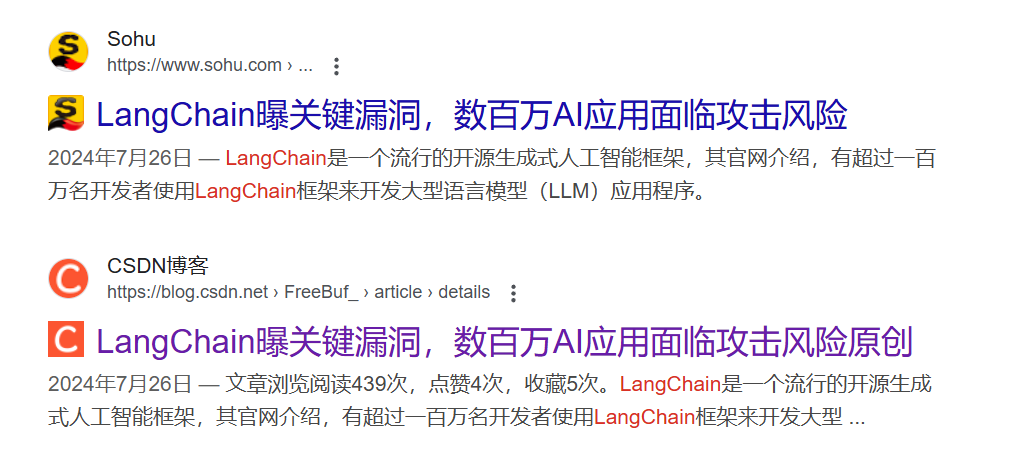 Sohu
https://www.sohu.com › ...
LangChain曝关键漏洞，数百万AI应用面临攻击风险
2024年7月26日 — LangChain是一个流行的开源生成式人工智能框架，其官网介绍，有超过一百
万名开发者使用LangChain框架来开发大型语言模型（LLM）应用程序。
CSDN博客
https://blog.csdn.net › FreeBuf_ › article › details
LangChain曝关键漏洞，数百万AI应用面临攻击风险原创
2024年7月26日 — 文章浏览阅读439次，点赞4次，收藏5次。LangChain是一个流行的开源生成
式人工智能框架，其官网介绍，有超过一百万名开发者使用LangChain框架来开发大型 ...